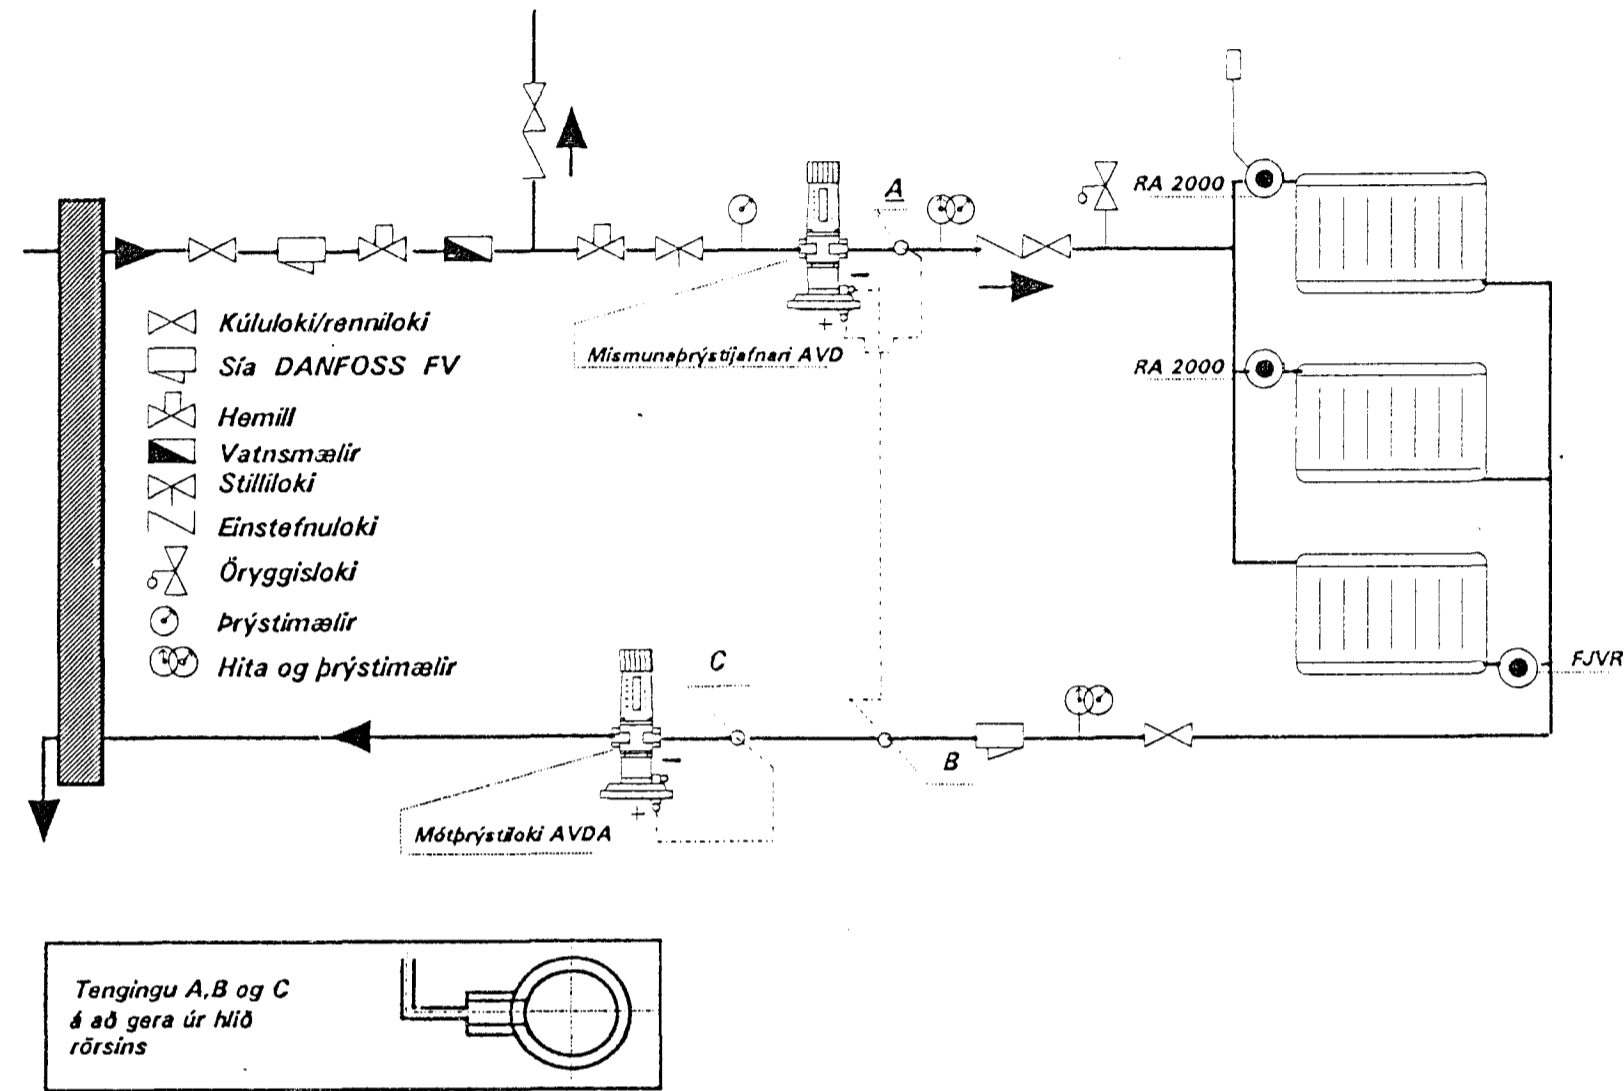 A
RA 2000
Mismunaþrýstijafnari AVD
RA 2000
Kúluloki/renniloki
Sía DANFOSS FV
Hemill
Vatnsmælir
Stilliloki
Einstefnuloki
Öryggisloki
Þrýstimælir
Hita og þrýstimælir
FJVR
C
B
Mótþrýstiloki AVDA
Tengingu A,B og C
á að gera úr hlið
rörsins